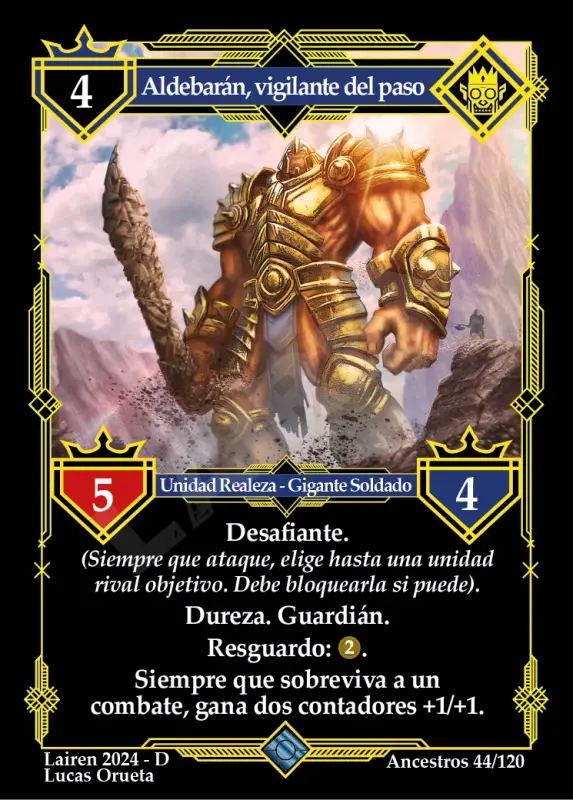 4
Aldebarán, vigilante del paso
5
Unidad Realeza - Gigante Soldado
4
Desafiante.
(Siempre que ataque, elige hasta una unidad
rival objetivo. Debe bloquearla si puede).
Dureza. Guardián.
Resguardo: 2.
Siempre que sobreviva a un
combate, gana dos contadores +1/+1.
Lairen 2024 - D
Lucas Orueta
Ancestros 44/120